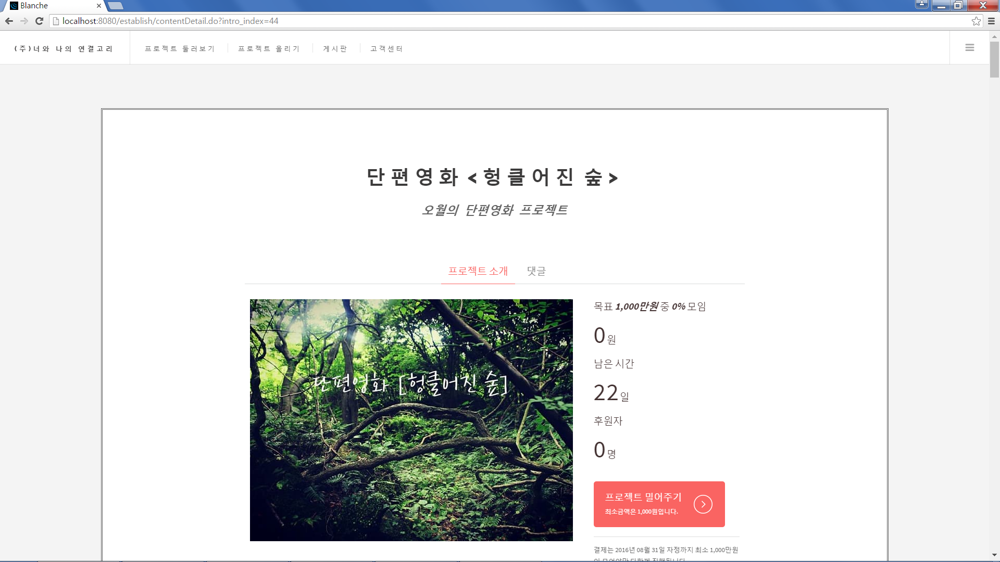 Blanche
localhost:8080/establish/contentDetail.do?intro_index=44
(주)너와 나의 연결고리
프로젝트 둘러보기
프로젝트 올리기
게시판
고객센터
단편영화 <헝클어진 숲>
오월의 단편영화 프로젝트
프로젝트 소개
댓글
단편영화 [헝클어진 숲]
목표 1,000만원 중 0% 모임
0 원
남은 시간
22 일
후원자
0 명
프로젝트 밀어주기
최소금액은 1,000원입니다.
결제는 2016년 08월 31일 자정까지 최소 1,000만원